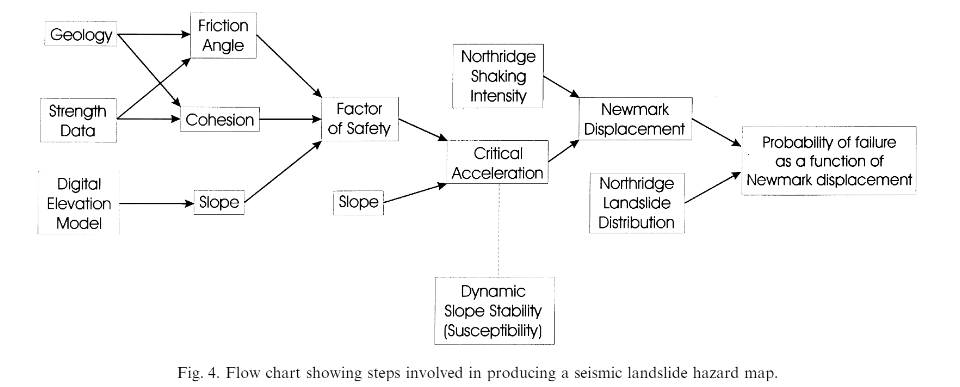 Geology
Friction
Angle
Strength
Data
Cohesion
Digital
Elevation
Model
Slope
Factor
of Safety
Slope
Northridge
Shaking
Intensity
Critical
Acceleration
Newmark
Displacement
Northridge
Landslide
Distribution
Probability of failure
as a function of
Newmark displacement
Dynamic
Slope Stability
(Susceptibility)
Fig. 4. Flow chart showing steps involved in producing a seismic landslide hazard map.